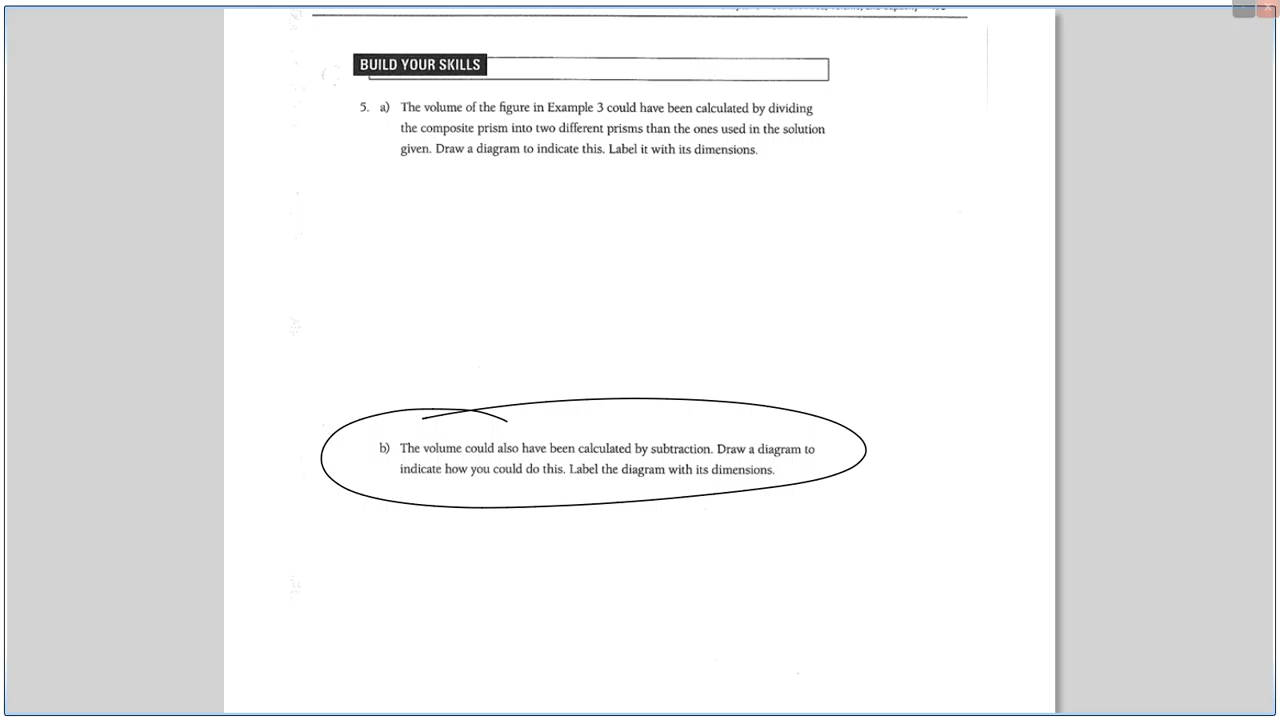 BUILD YOUR SKILLS
5. a) The volume of the figure in Example 3 could have been calculated by dividing
the composite prism into two different prisms than the ones used in the solution
given. Draw a diagram to indicate this. Label it with its dimensions.
b) The volume could also have been calculated by subtraction. Draw a diagram to
indicate how you could do this. Label the diagram with its dimensions.